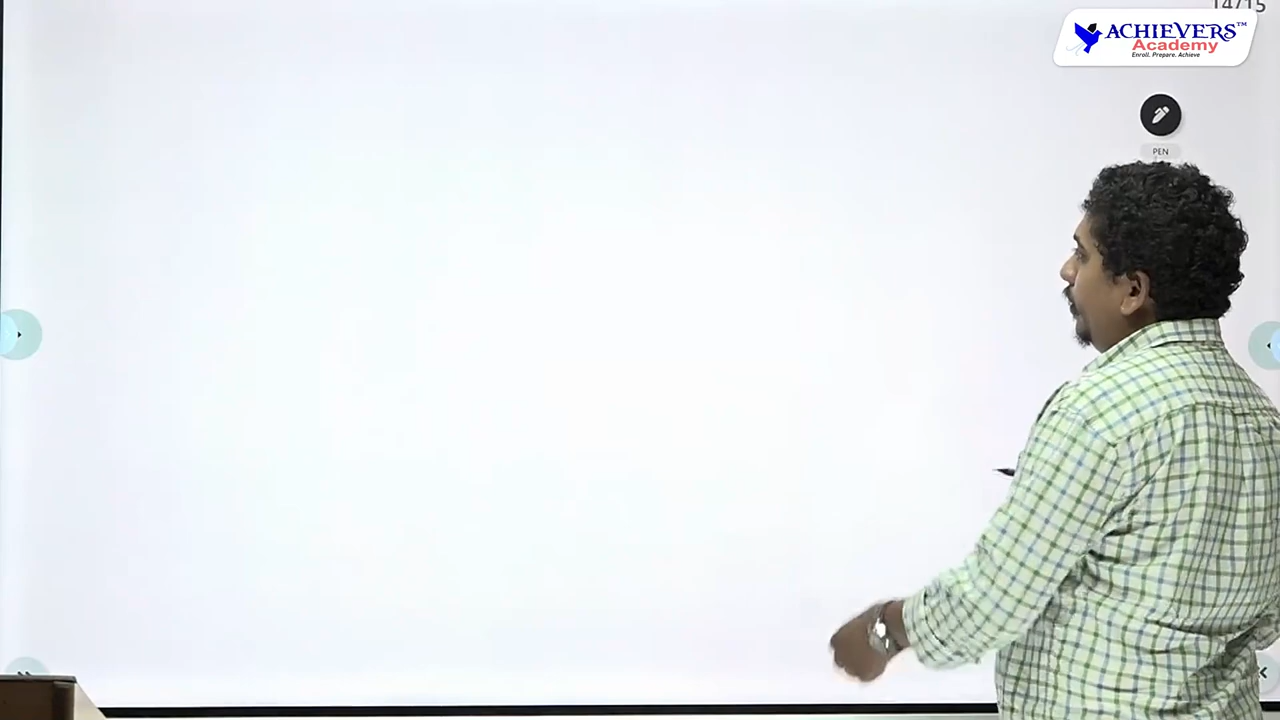 14/15
ACHIEVERS™
Academy
Enroll. Prepare. Achieve
PEN